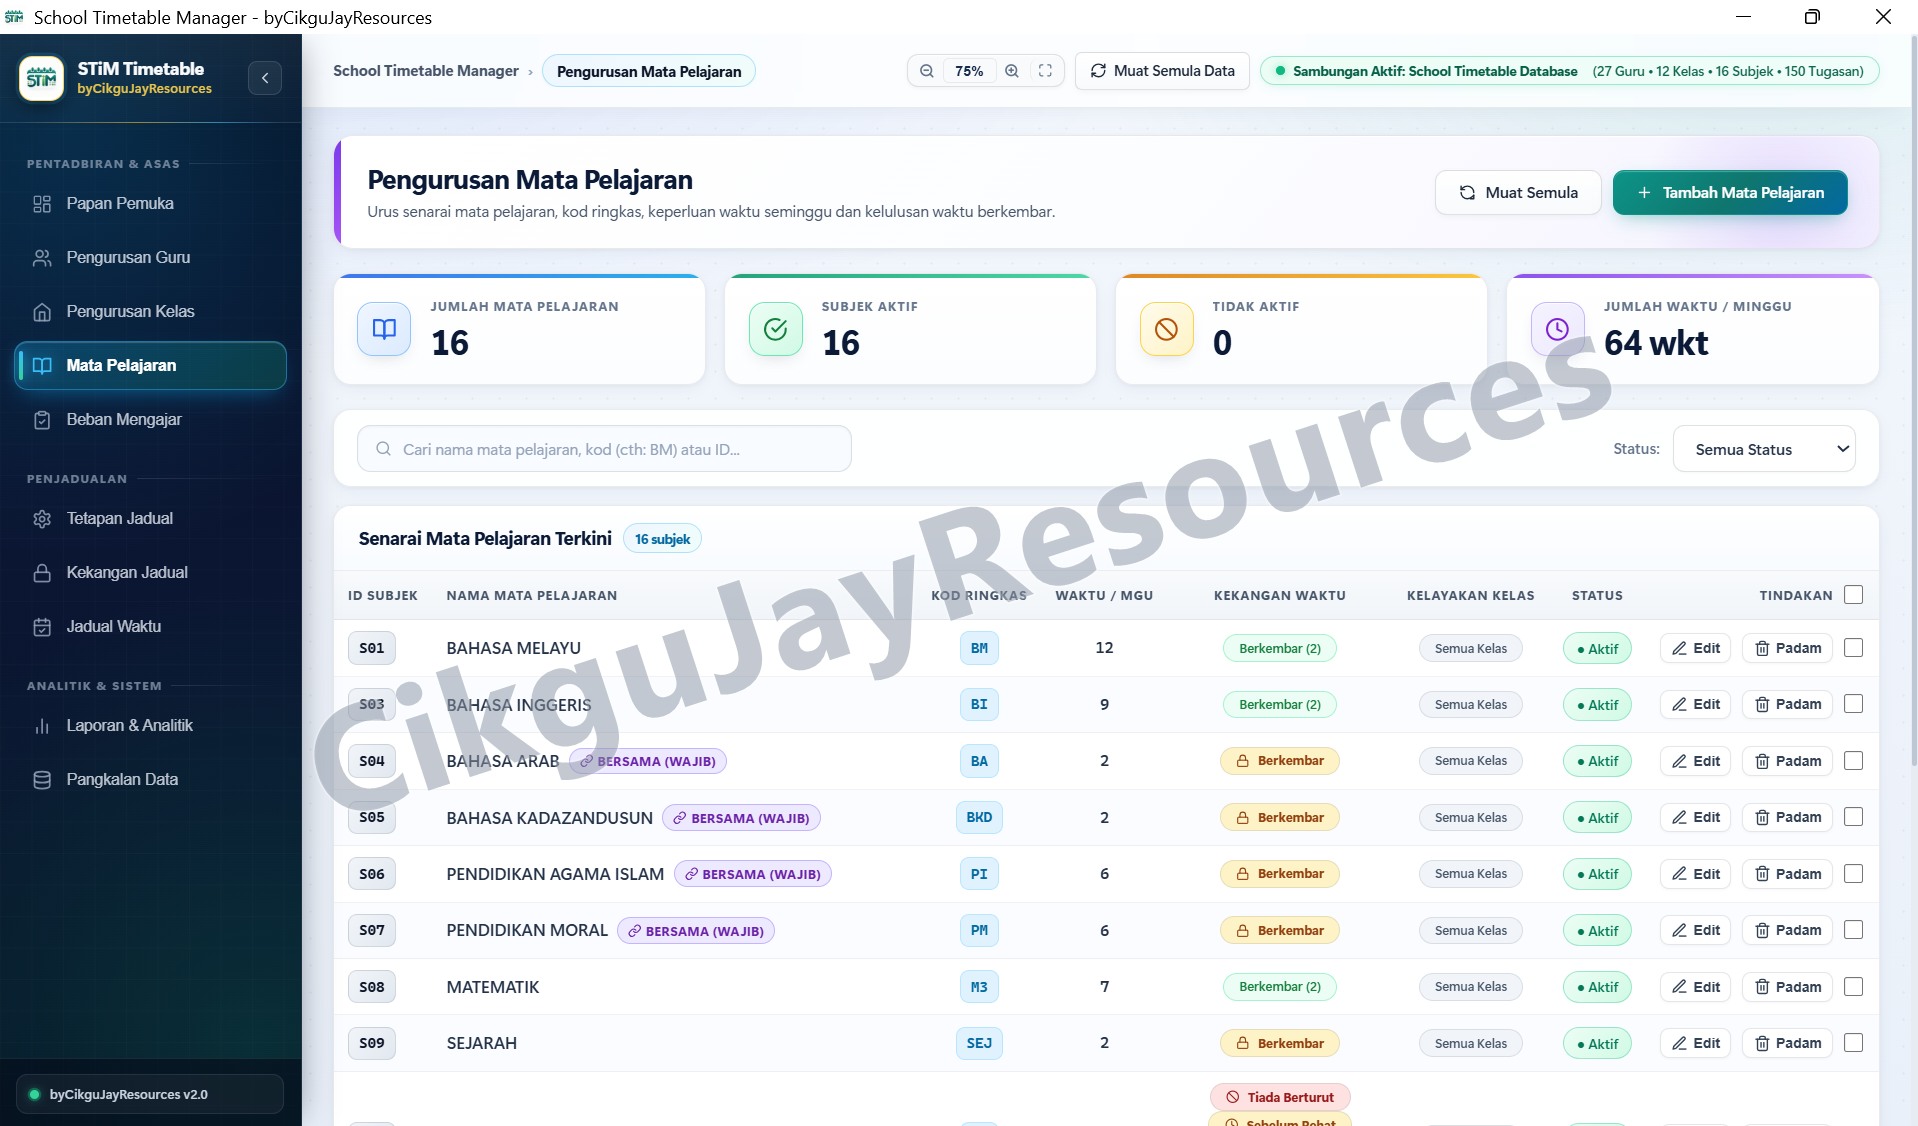 School Timetable Manager - byCikguJayResources
STiM Timetable
byCikguJayResources
PENTADBIRAN & ASAS
Papan Pemuka
Pengurusan Guru
Pengurusan Kelas
Mata Pelajaran
Beban Mengajar
PENJADUALAN
Tetapan Jadual
Kekangan Jadual
Jadual Waktu
ANALITIK & SISTEM
Laporan & Analitik
Pangkalan Data
byCikguJayResources v2.0
School Timetable Manager › Pengurusan Mata Pelajaran
75%
Muat Semula Data
Sambungan Aktif: School Timetable Database (27 Guru • 12 Kelas • 16 Subjek • 150 Tugasan)
Pengurusan Mata Pelajaran
Urus senarai mata pelajaran, kod ringkas, keperluan waktu seminggu dan kelulusan waktu berkembar.
Muat Semula
+ Tambah Mata Pelajaran
JUMLAH MATA PELAJARAN
16
SUBJEK AKTIF
16
TIDAK AKTIF
0
JUMLAH WAKTU / MINGGU
64 wkt
Cari nama mata pelajaran, kod (cth: BM) atau ID...
Status: Semua Status
Senarai Mata Pelajaran Terkini 16 subjek
ID SUBJEK NAMA MATA PELAJARAN KOD RINGKAS WAKTU / MGU KEKANGAN WAKTU KELAYAKAN KELAS STATUS TINDAKAN
S01 BAHASA MELAYU BM 12 Berkembar (2) Semua Kelas • Aktif Edit Padam
S03 BAHASA INGGERIS BI 9 Berkembar (2) Semua Kelas • Aktif Edit Padam
S04 BAHASA ARAB BERSAMA (WAJIB) BA 2 Berkembar Semua Kelas • Aktif Edit Padam
S05 BAHASA KADAZANDUSUN BERSAMA (WAJIB) BKD 2 Berkembar Semua Kelas • Aktif Edit Padam
S06 PENDIDIKAN AGAMA ISLAM BERSAMA (WAJIB) PI 6 Berkembar Semua Kelas • Aktif Edit Padam
S07 PENDIDIKAN MORAL BERSAMA (WAJIB) PM 6 Berkembar Semua Kelas • Aktif Edit Padam
S08 MATEMATIK M3 7 Berkembar (2) Semua Kelas • Aktif Edit Padam
S09 SEJARAH SEJ 2 Berkembar Semua Kelas • Aktif Edit Padam
Tiada Berturut
Sebelum Rehat
CikguJayResources